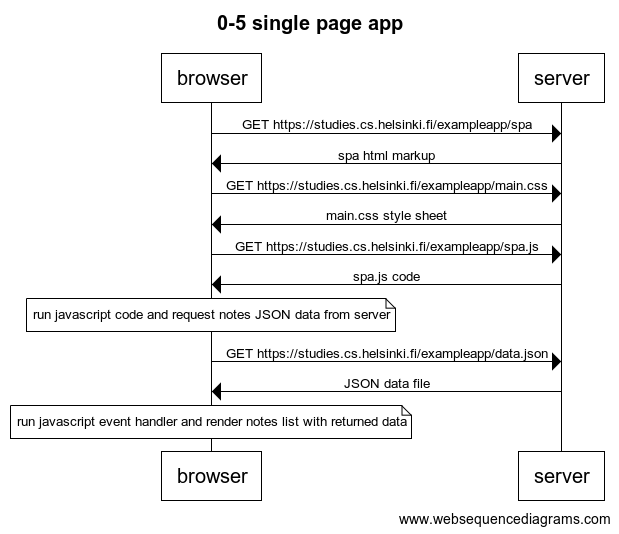 0-5 single page app
browser
server
GET https://studies.cs.helsinki.fi/exampleapp/spa
spa html markup
GET https://studies.cs.helsinki.fi/exampleapp/main.css
main.css style sheet
GET https://studies.cs.helsinki.fi/exampleapp/spa.js
spa.js code
run javascript code and request notes JSON data from server
GET https://studies.cs.helsinki.fi/exampleapp/data.json
JSON data file
run javascript event handler and render notes list with returned data
browser
server
www.websequencediagrams.com